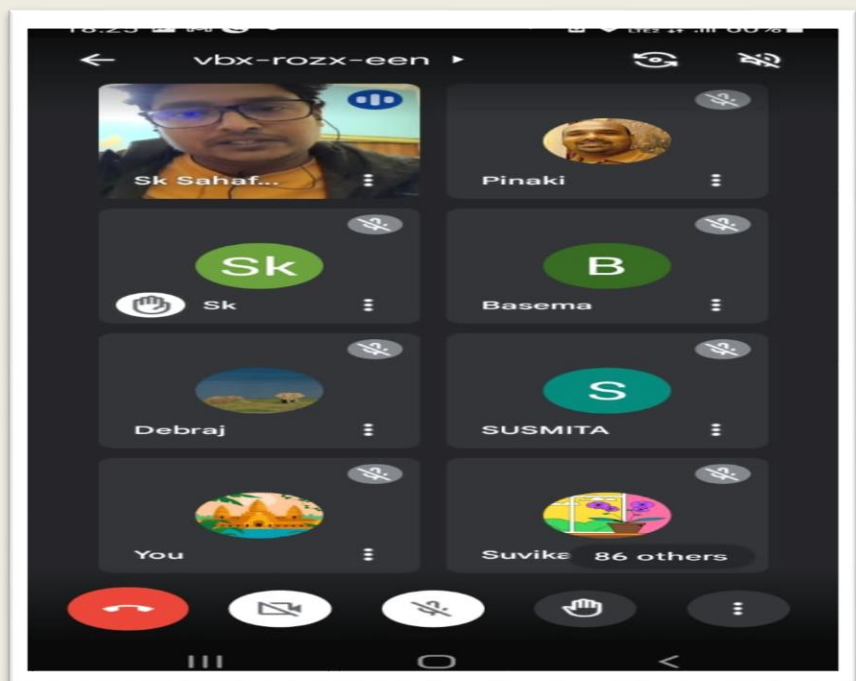 vbx-rozx-een
Sk Sahaf...
Pinaki
Sk
Sk
B
Basema
Debraj
S
SUSMITA
You
Suvika
86 others